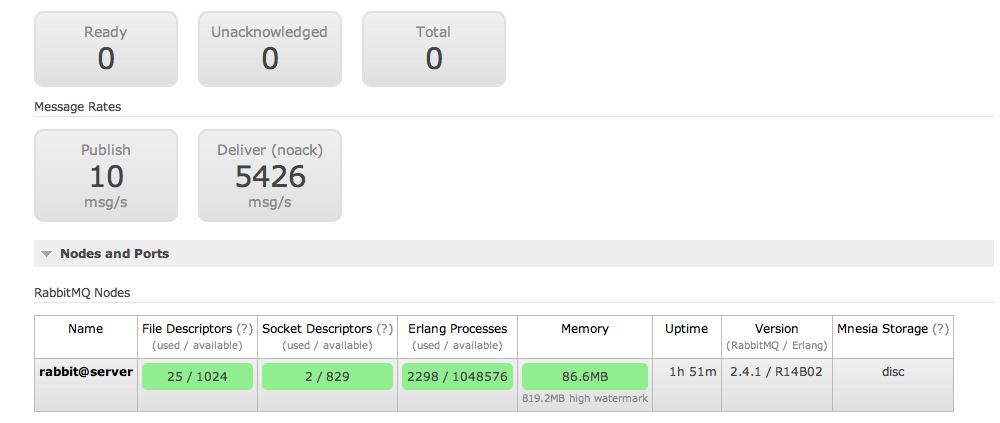 Ready Unacknowledged Total
0 0 0
Message Rates
Publish Deliver (noack)
10 5426
msg/s msg/s
Nodes and Ports
RabbitMQ Nodes
Name File Descriptors (?) Socket Descriptors (?) Erlang Processes Memory Uptime Version Mnesia Storage (?)
(used / available) (used / available) (used / available) (RabbitMQ / Erlang)
rabbit@server 25 / 1024 2 / 829 2298 / 1048576 86.6MB 1h 51m 2.4.1 / R14B02 disc
819.2MB high watermark